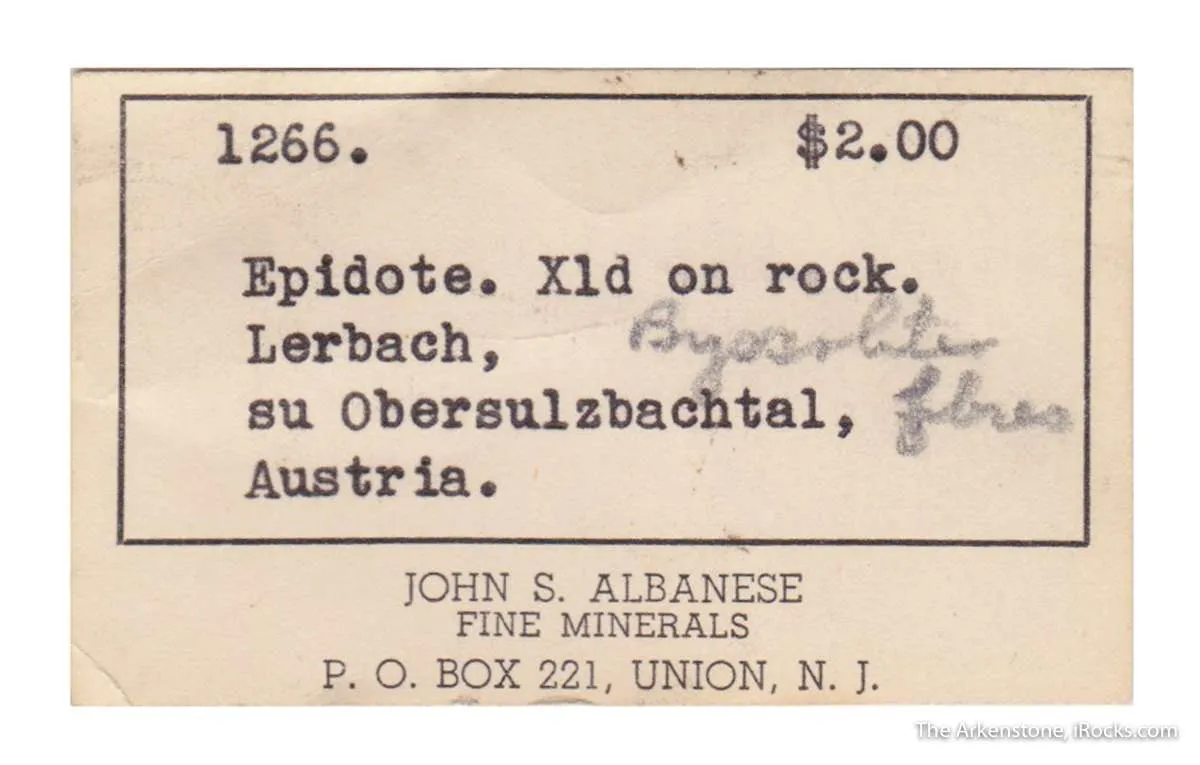 1266. $2.00
Epidote. Xld on rock.
Lerbach,
su Obersulzbachtal, fibres
Austria.
JOHN S. ALBANESE
FINE MINERALS
P. O. BOX 221, UNION, N. J.
The Arkenstone, iRocks.com